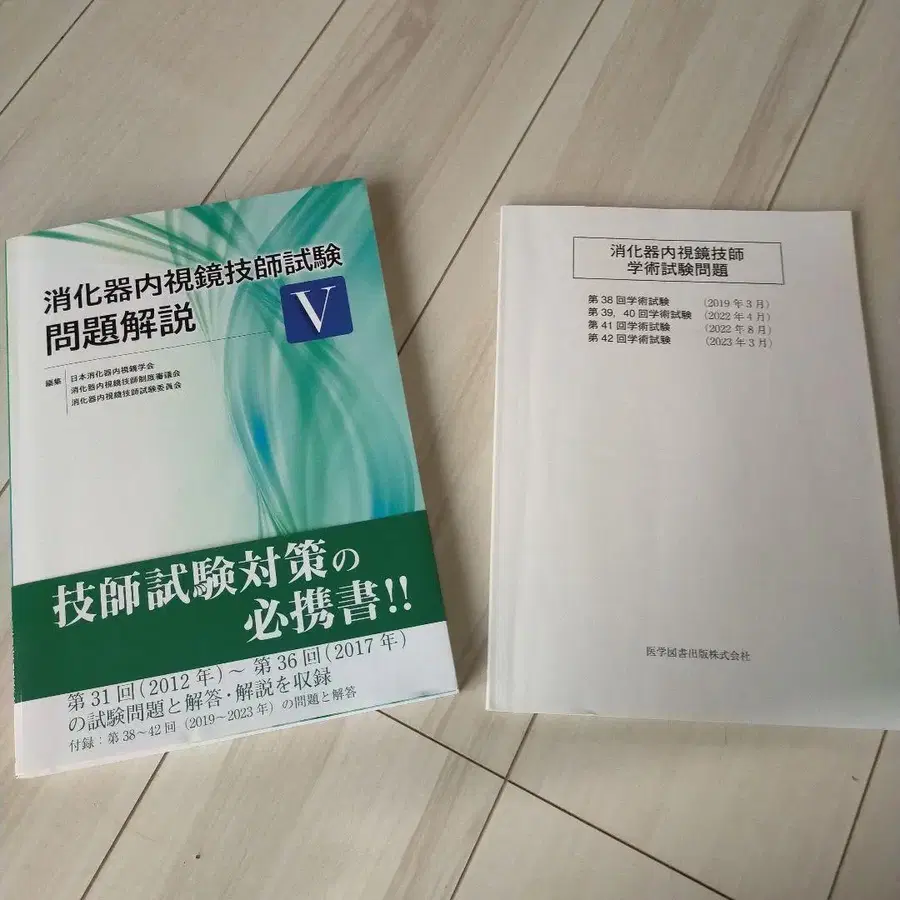 消化器内視鏡技師試験
問題解説
V
編集
日本消化器内視鏡学会
消化器内視鏡技師制度審議会
消化器内視鏡技師試験委員会
技師試験対策の
必携書!!
第31回(2012年)～第36回(2017年)
の試験問題と解答・解説を収録
付録：第38～42回(2019～2023年)の問題と解答
消化器内視鏡技師
学術試験問題
第38回学術試験 (2019年3月)
第39，40回学術試験 (2022年4月)
第41回学術試験 (2022年8月)
第42回学術試験 (2023年3月)
医学図書出版株式会社